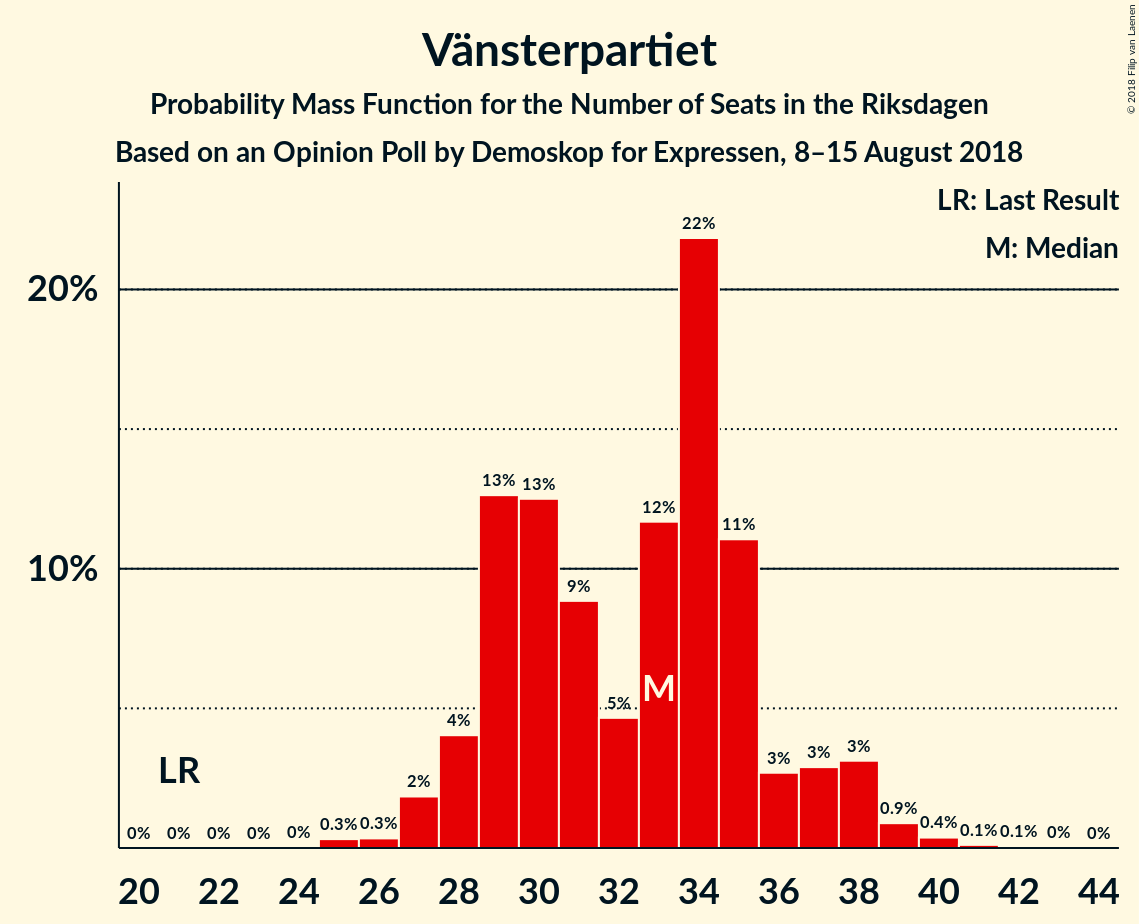 Vänsterpartiet
Probability Mass Function for the Number of Seats in the Riksdagen
Based on an Opinion Poll by Demoskop for Expressen, 8–15 August 2018
© 2018 Filip van Laenen
LR: Last Result
M: Median
22%
20%
13% 13%
12%
11%
10%
9%
5%
M
4%
3% 3% 3%
LR
2%
0% 0% 0% 0% 0% 0.3% 0.3% 0.9% 0.4% 0.1% 0.1% 0% 0%
20 22 24 26 28 30 32 34 36 38 40 42 44